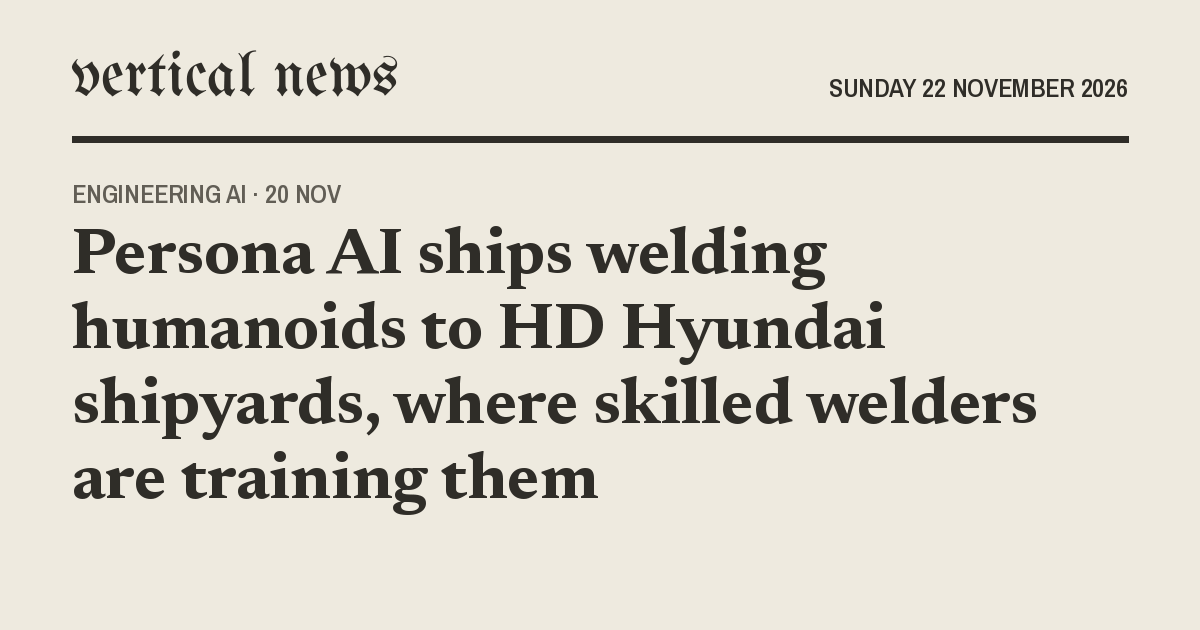 vertical news
SUNDAY 22 NOVEMBER 2026
ENGINEERING AI · 20 NOV
Persona AI ships welding
humanoids to HD Hyundai
shipyards, where skilled welders
are training them